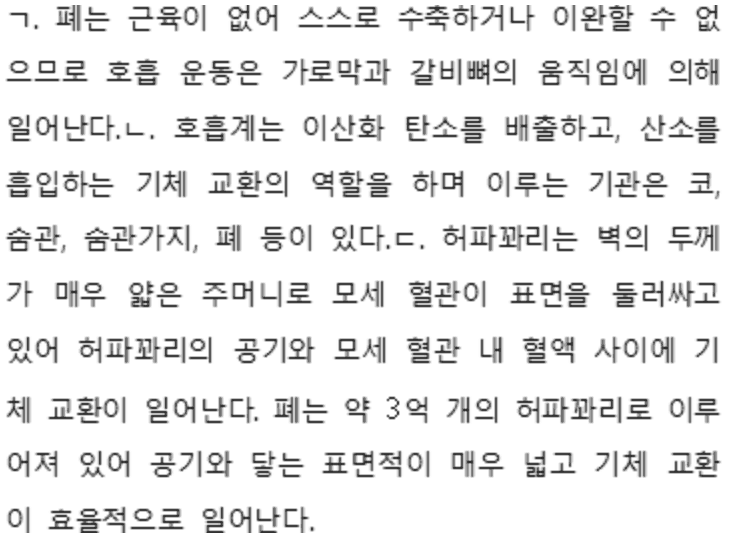 ㄱ. 폐는 근육이 없어 스스로 수축하거나 이완할 수 없
으므로 호흡 운동은 가로막과 갈비뼈의 움직임에 의해
일어난다.ㄴ. 호흡계는 이산화 탄소를 배출하고, 산소를
흡입하는 기체 교환의 역할을 하며 이루는 기관은 코,
숨관, 숨관가지, 폐 등이 있다.ㄷ. 허파꽈리는 벽의 두께
가 매우 얇은 주머니로 모세 혈관이 표면을 둘러싸고
있어 허파꽈리의 공기와 모세 혈관 내 혈액 사이에 기
체 교환이 일어난다. 폐는 약 3억 개의 허파꽈리로 이루
어져 있어 공기와 닿는 표면적이 매우 넓고 기체 교환
이 효율적으로 일어난다.